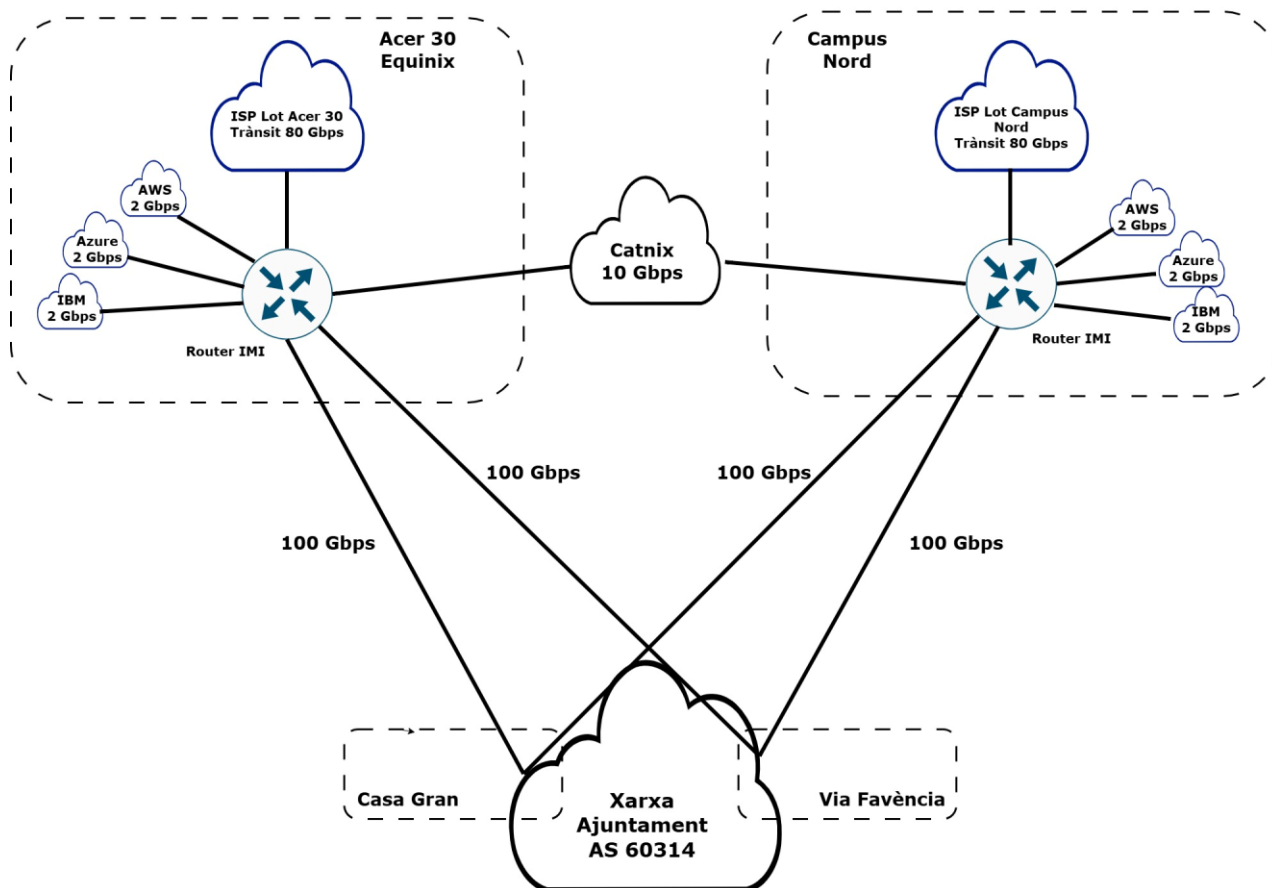 Acer 30
Equinix
Campus
Nord
ISP Lot Acer 30
Trànsit 80 Gbps
ISP Lot Campus
Nord
Trànsit 80 Gbps
AWS
2 Gbps
Azure
2 Gbps
IBM
2 Gbps
Router IMI
Catnix
10 Gbps
AWS
2 Gbps
Azure
2 Gbps
IBM
2 Gbps
Router IMI
100 Gbps
100 Gbps
100 Gbps
100 Gbps
Casa Gran
Xarxa
Ajuntament
AS 60314
Via Favència